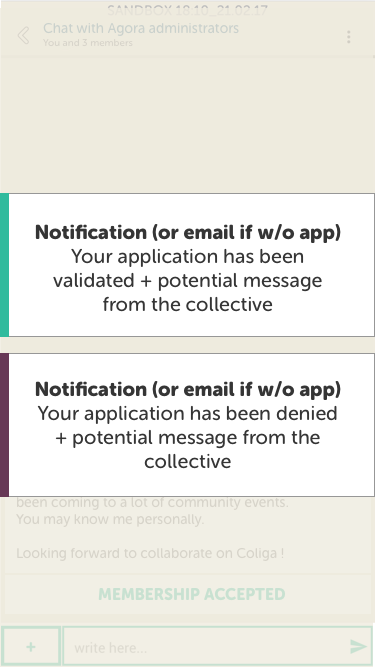 SANDBOX 18.10_21.02.17
Chat with Agora administrators
You and 3 members
Notification (or email if w/o app)
Your application has been
validated + potential message
from the collective
Notification (or email if w/o app)
Your application has been denied
+ potential message from the
collective
been coming to a lot of community events.
You may know me personally.
Looking forward to collaborate on Coliga !
MEMBERSHIP ACCEPTED
+
write here...